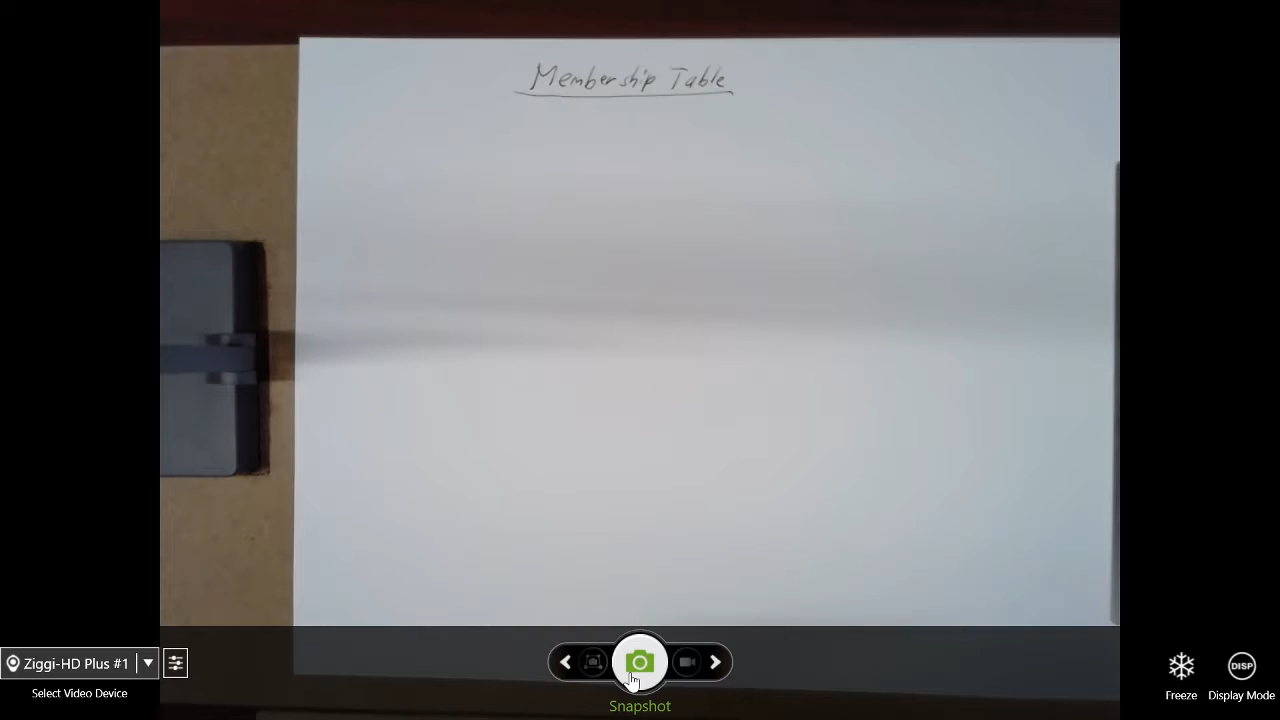 Membership Table
Ziggi-HD Plus #1
Select Video Device
Snapshot
Freeze
DISP
Display Mode